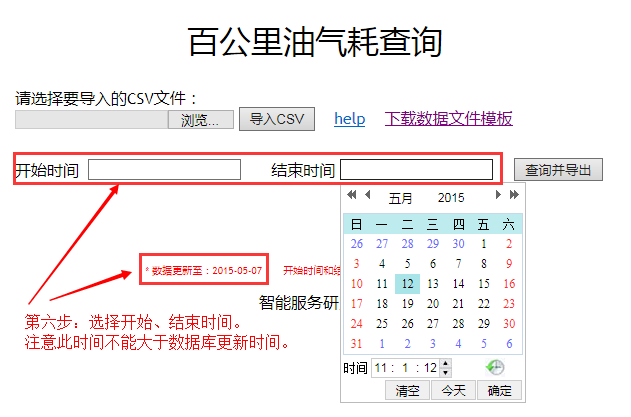 百公里油气耗查询
请选择要导入的CSV文件：
浏览... 导入CSV help 下载数据文件模板
开始时间 结束时间 查询并导出
五月 2015
日 一 二 三 四 五 六
26 27 28 29 30 1 2
3 4 5 6 7 8 9
10 11 12 13 14 15 16
17 18 19 20 21 22 23
24 25 26 27 28 29 30
31 1 2 3 4 5 6
时间 11 : 1 : 12
清空 今天 确定
* 数据更新至：2015-05-07 开始时间和结
智能服务研
第六步：选择开始、结束时间。
注意此时间不能大于数据库更新时间。